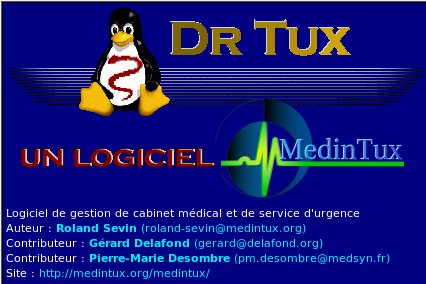 DR TUX
UN LOGICIEL MedinTux
Logiciel de gestion de cabinet médical et de service d'urgence
Auteur : Roland Sevin (roland-sevin@medintux.org)
Contributeur : Gérard Delafond (gerard@delafond.org)
Contributeur : Pierre-Marie Desombre (pm.desombre@medsyn.fr)
Site : http://medintux.org/medintux/